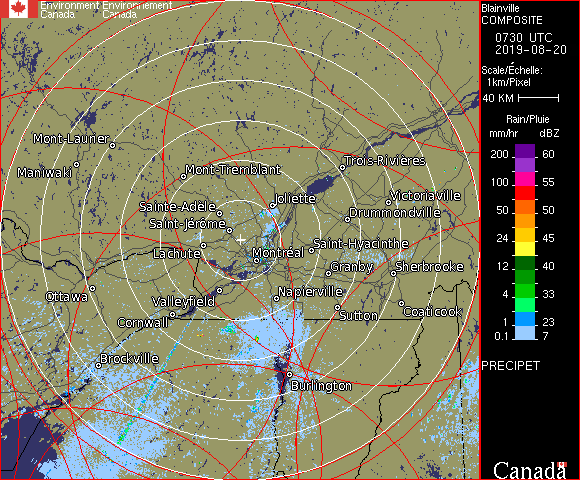 Environment Environnement
Canada Canada
Blainville
COMPOSITE
0730 UTC
2019-08-20
Scale/Échelle:
1km/Pixel
40 KM
Rain/Pluie
mm/hr dBZ
200 60
100 55
50 50
24 45
12 40
4 33
1 23
0.1 7
PRECIPET
Canada
Mont-Laurier
Maniwaki
Mont-Tremblant
Trois-Rivières
Sainte-Adèle
Joliette
Victoriaville
Saint-Jérôme
Drummondville
Lachute
Montréal
Saint-Hyacinthe
Granby
Sherbrooke
Ottawa
Valleyfield
Napierville
Cornwall
Sutton
Coaticook
Brockville
Burlington